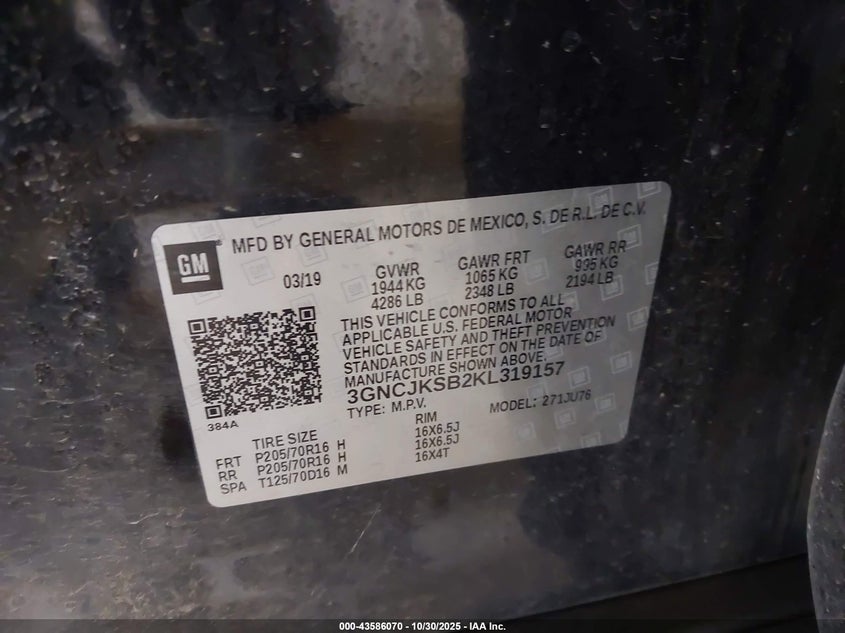 GM
MFD BY GENERAL MOTORS DE MEXICO, S. DE R.L. DE C.V.
03/19
GVWR
1944 KG
4286 LB
GAWR FRT
1065 KG
2348 LB
GAWR RR
995 KG
2194 LB
THIS VEHICLE CONFORMS TO ALL
APPLICABLE U.S. FEDERAL MOTOR
VEHICLE SAFETY AND THEFT PREVENTION
STANDARDS IN EFFECT ON THE DATE OF
MANUFACTURE SHOWN ABOVE.
3GNCJKSB2KL319157
TYPE: M.P.V. MODEL: 271JU76
384A
TIRE SIZE RIM
FRT P205/70R16 H 16X6.5J
RR P205/70R16 H 16X6.5J
SPA T125/70D16 M 16X4T
000-43586070 - 10/30/2025 - IAA Inc.